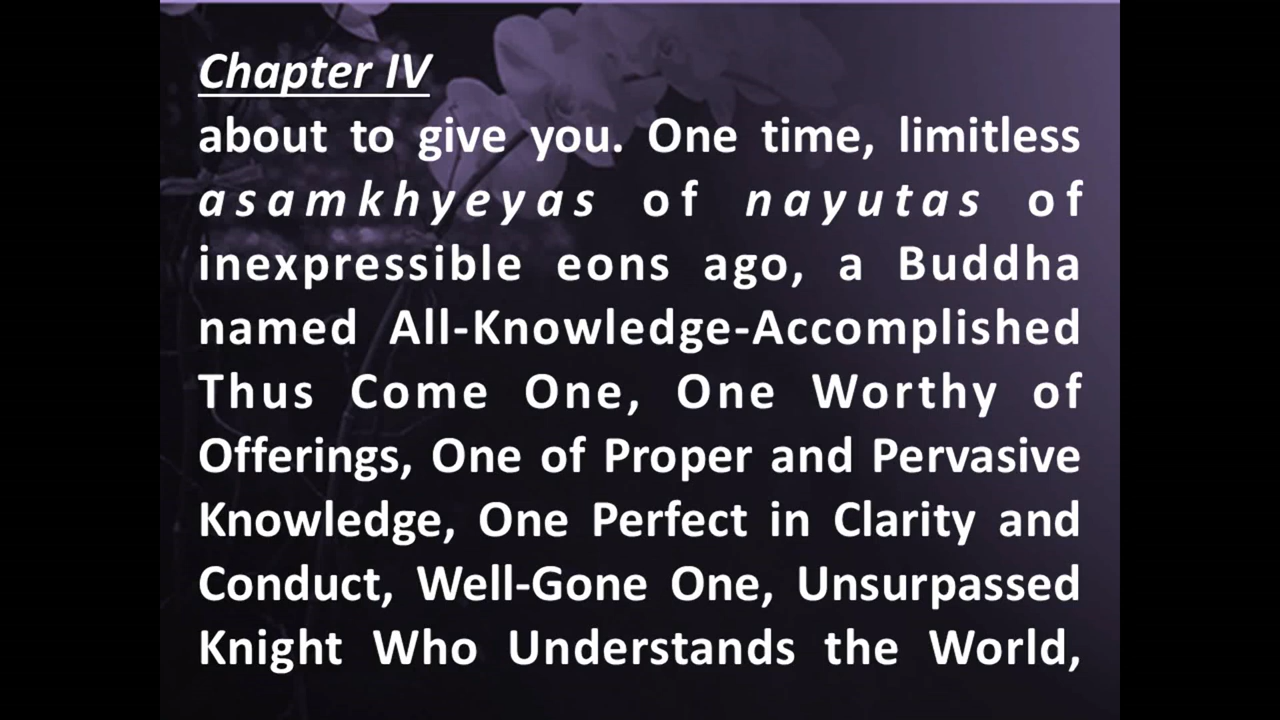 Chapter IV
about to give you. One time, limitless
asamkhyeyas of nayutas of
inexpressible eons ago, a Buddha
named All-Knowledge-Accomplished
Thus Come One, One Worthy of
Offerings, One of Proper and Pervasive
Knowledge, One Perfect in Clarity and
Conduct, Well-Gone One, Unsurpassed
Knight Who Understands the World,